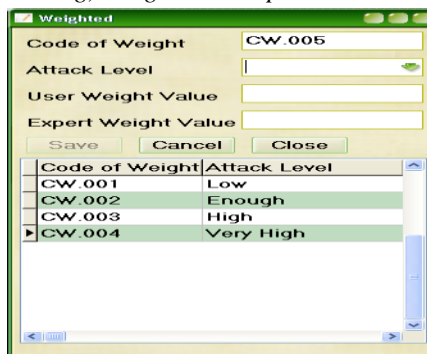 Weighted
Code of Weight CW.005
Attack Level
User Weight Value
Expert Weight Value
Save Cancel Close
Code of Weight Attack Level
CW.001 Low
CW.002 Enough
CW.003 High
CW.004 Very High